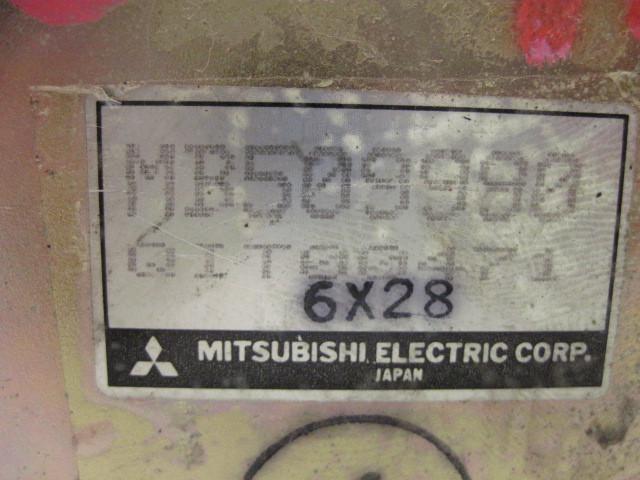 MB509980
6X28
MITSUBISHI ELECTRIC CORP.
JAPAN